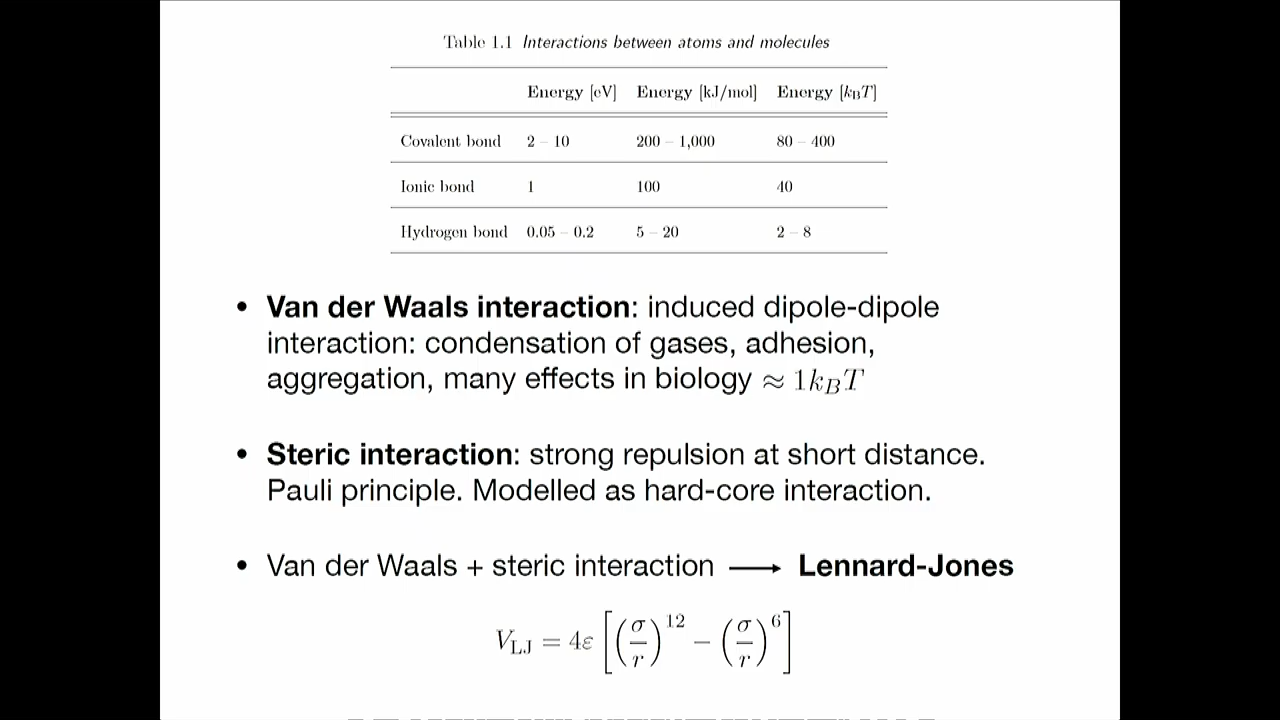 Table 1.1 Interactions between atoms and molecules
Energy [eV] Energy [kJ/mol] Energy [k_BT]
Covalent bond 2 – 10 200 – 1,000 80 – 400
Ionic bond 1 100 40
Hydrogen bond 0.05 – 0.2 5 – 20 2 – 8
• Van der Waals interaction: induced dipole-dipole
interaction: condensation of gases, adhesion,
aggregation, many effects in biology ≈ 1k_BT
• Steric interaction: strong repulsion at short distance.
Pauli principle. Modelled as hard-core interaction.
• Van der Waals + steric interaction ⟶ Lennard-Jones
V_LJ = 4ε [(σ/r)^12 − (σ/r)^6]